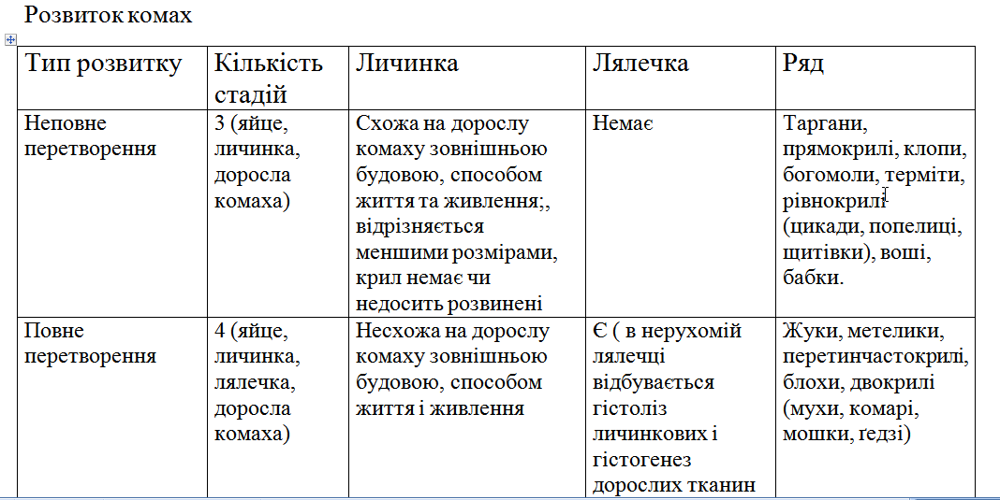 Розвиток комах
Тип розвитку
Кількість
стадій
Личинка
Лялечка
Ряд
Неповне
перетворення
3 (яйце,
личинка,
доросла
комаха)
Схожа на дорослу
комаху зовнішньою
будовою, способом
життя та живлення;,
відрізняється
меншими розмірами,
крил немає чи
недосить розвинені
Немає
Таргани,
прямокрилі, клопи,
богомоли, терміти,
рівнокрилі
(цикади, попелиці,
щитівки), воші,
бабки.
Повне
перетворення
4 (яйце,
личинка,
лялечка,
доросла
комаха)
Несхожа на дорослу
комаху зовнішньою
будовою, способом
життя і живлення
Є ( в нерухомій
лялечці
відбувається
гістоліз
личинкових і
гістогенез
дорослих тканин
Жуки, метелики,
перетинчастокрилі,
блохи, двокрилі
(мухи, комарі,
мошки, ґедзі)